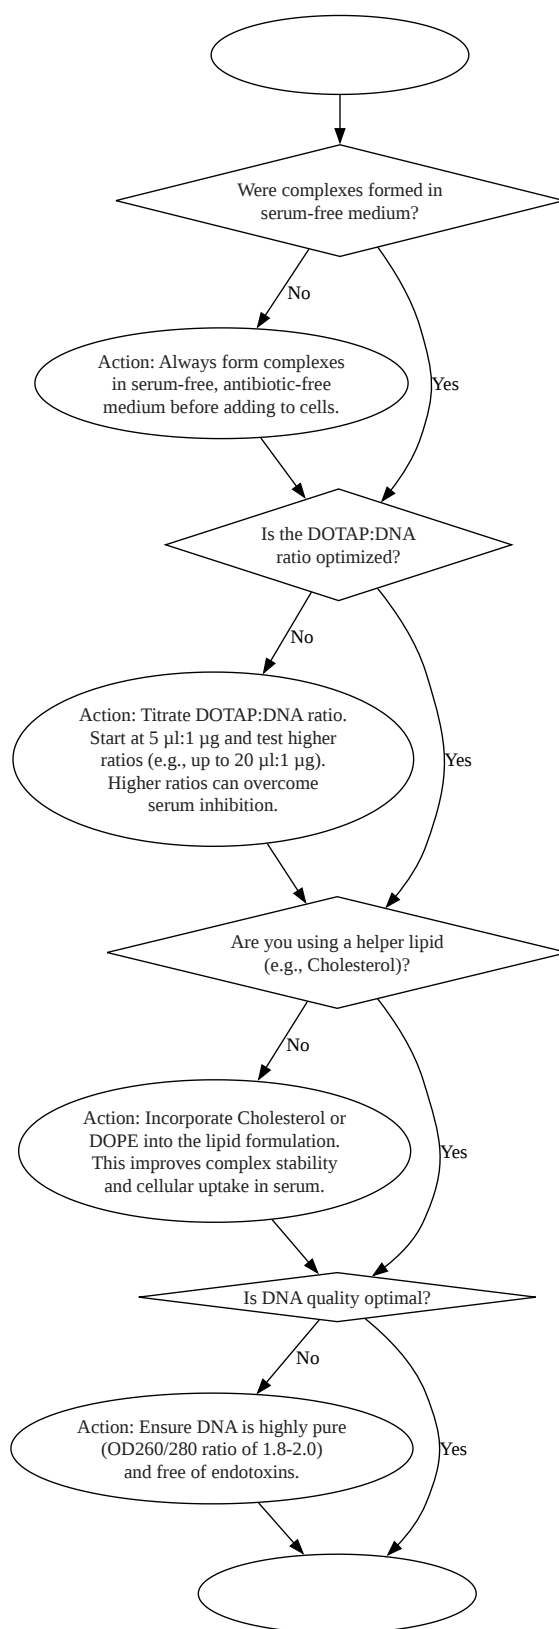 Were complexes formed in
serum-free medium?
No
Action: Always form complexes
in serum-free, antibiotic-free
medium before adding to cells.
Yes
Is the DOTAP:DNA
ratio optimized?
No
Action: Titrate DOTAP:DNA ratio.
Start at 5 µl:1 µg and test higher
ratios (e.g., up to 20 µl:1 µg).
Higher ratios can overcome
serum inhibition.
Yes
Are you using a helper lipid
(e.g., Cholesterol)?
No
Action: Incorporate Cholesterol or
DOPE into the lipid formulation.
This improves complex stability
and cellular uptake in serum.
Yes
Is DNA quality optimal?
No
Action: Ensure DNA is highly pure
(OD260/280 ratio of 1.8-2.0)
and free of endotoxins.
Yes